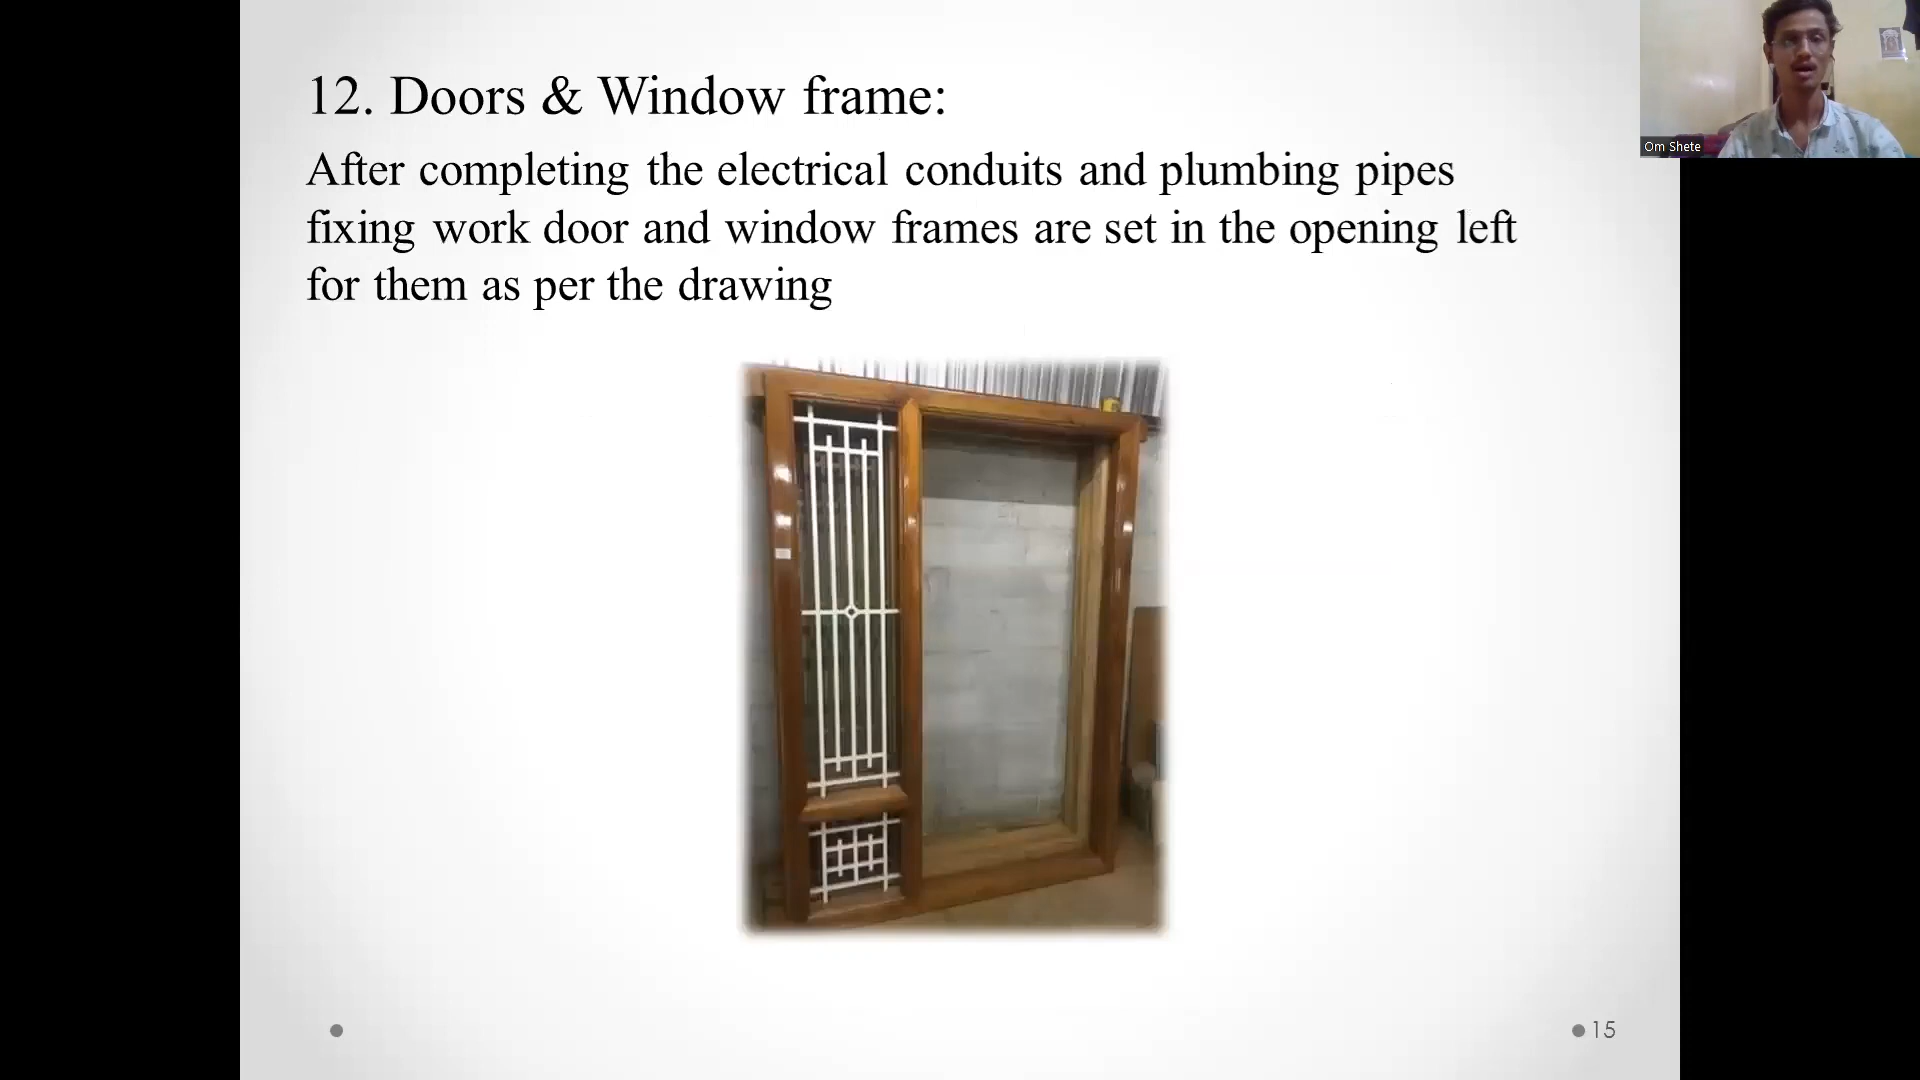 12. Doors & Window frame:
After completing the electrical conduits and plumbing pipes
fixing work door and window frames are set in the opening left
for them as per the drawing
Om Shete
15